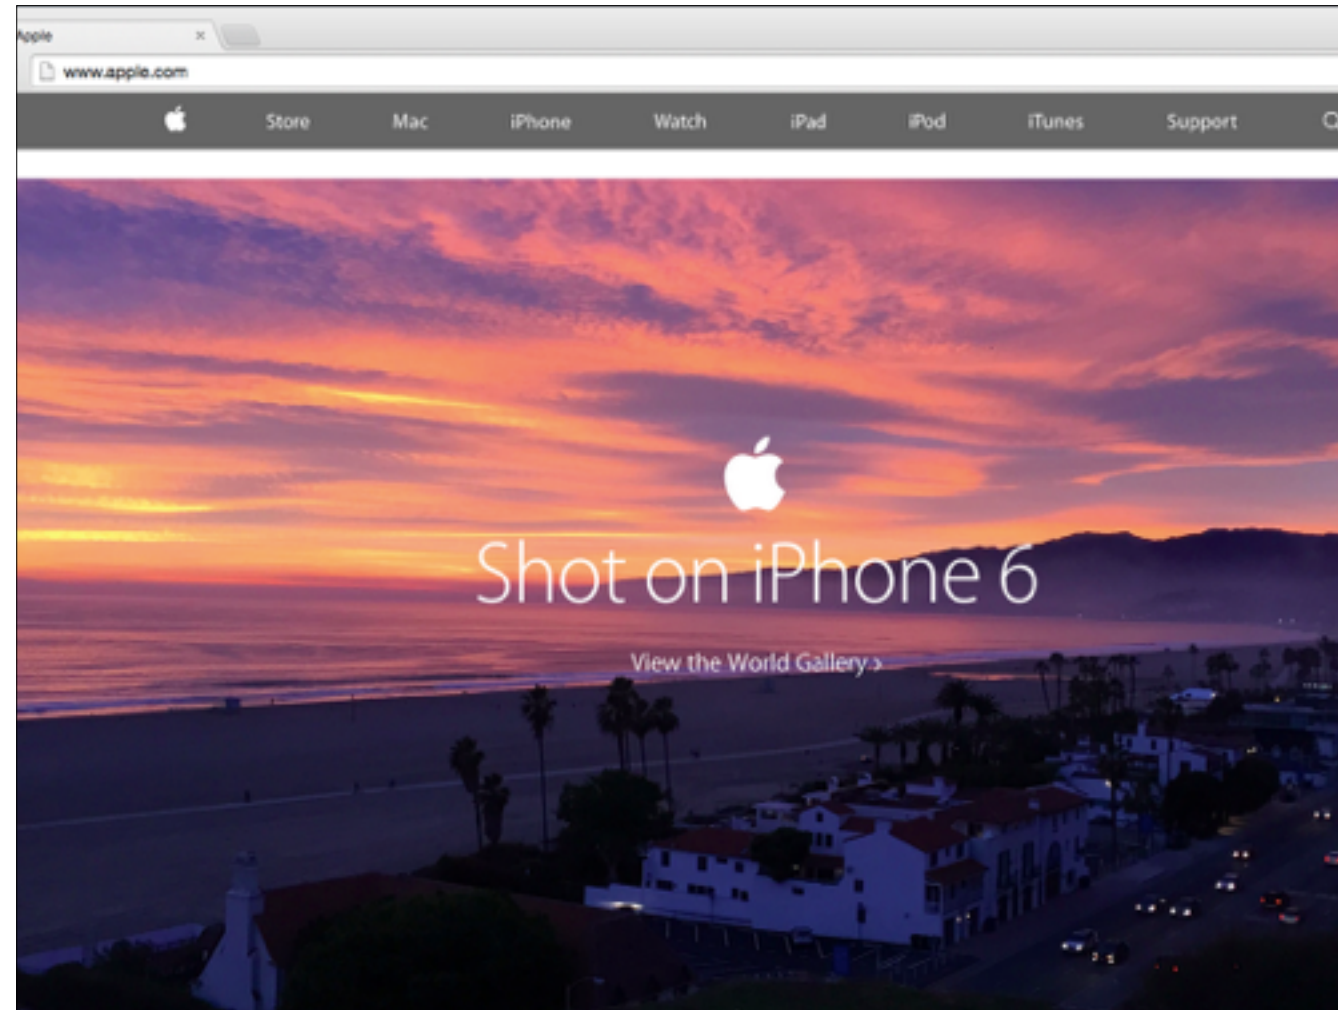 Apple
www.apple.com
Store Mac iPhone Watch iPad iPod iTunes Support
Shot on iPhone 6
View the World Gallery >